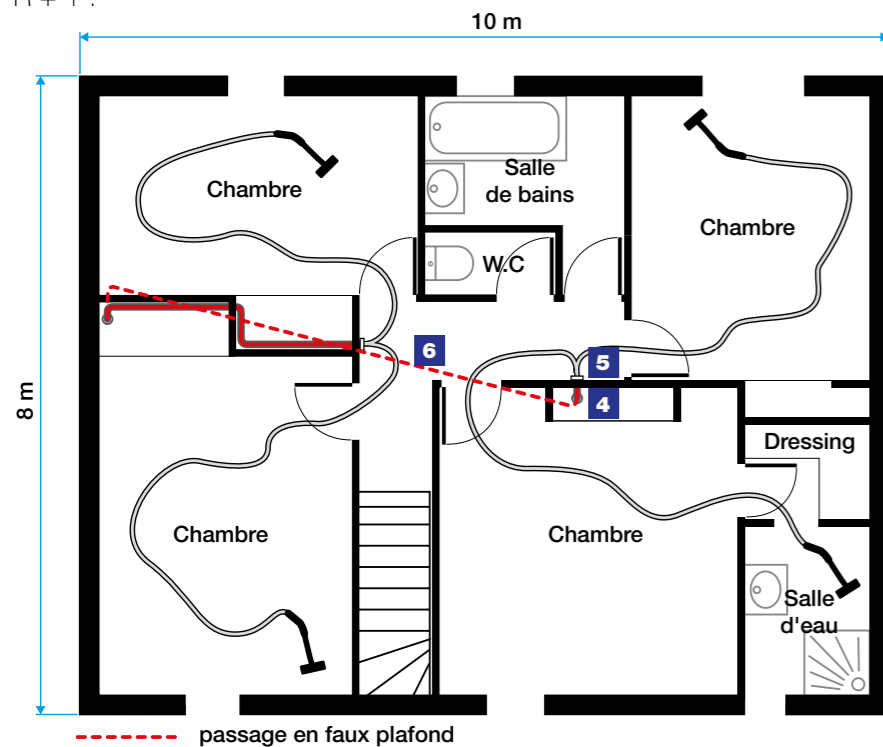 10 m
8 m
Chambre
Salle
de bains
Chambre
W.C
6
5
4
Dressing
Chambre
Chambre
Salle
d'eau
passage en faux plafond